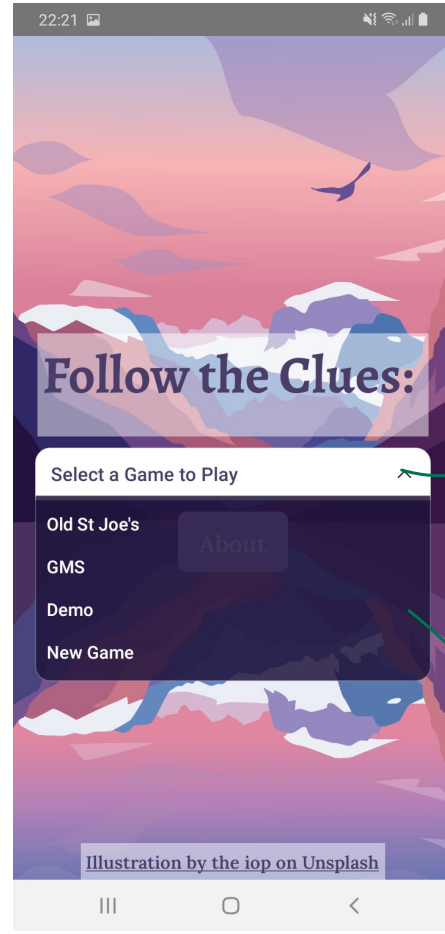 22:21
Follow the Clues:
Select a Game to Play
Old St Joe's
About
GMS
Demo
New Game
Illustration by the iop on Unsplash